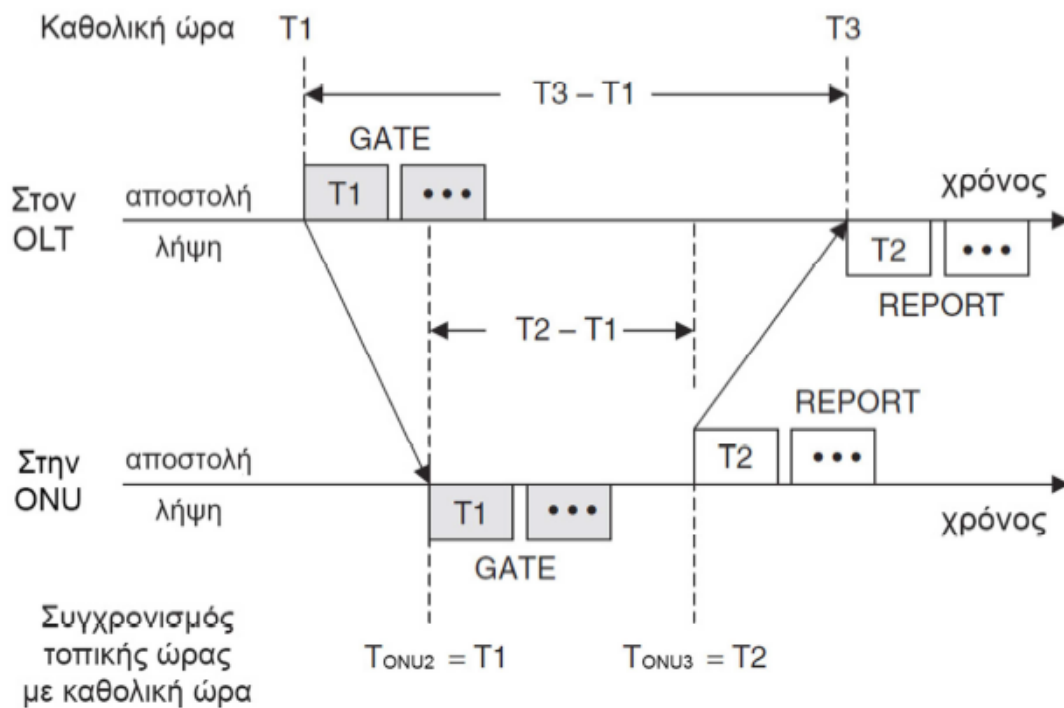 Καθολική ώρα T1 T3
T3 – T1
GATE
Στον
OLT
αποστολή
λήψη
T1 •••
χρόνος
T2 •••
REPORT
T2 – T1
REPORT
Στην
ONU
αποστολή
λήψη
T2 •••
T1 •••
χρόνος
GATE
Συγχρονισμός
τοπικής ώρας
με καθολική ώρα
TONU2 = T1 TONU3 = T2